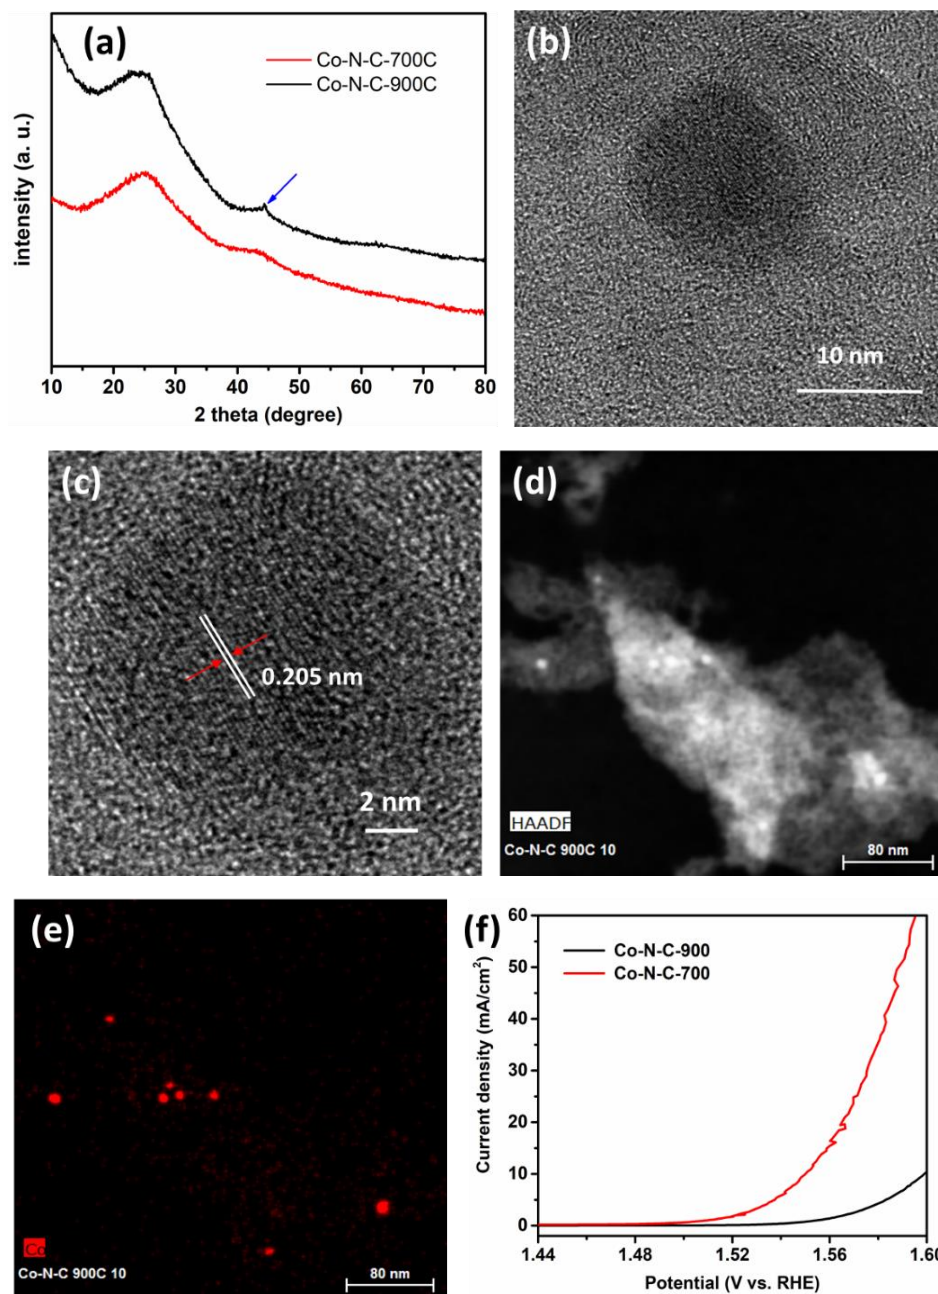 (a)
Co-N-C-700C
Co-N-C-900C
intensity (a. u.)
10 20 30 40 50 60 70 80
2 theta (degree)
(b)
10 nm
(c)
0.205 nm
2 nm
(d)
HAADF
Co-N-C 900C 10
80 nm
(e)
Co
Co-N-C 900C 10
80 nm
(f)
Co-N-C-900
Co-N-C-700
Current density (mA/cm²)
60
50
40
30
20
10
0
1.44 1.48 1.52 1.56 1.60
Potential (V vs. RHE)